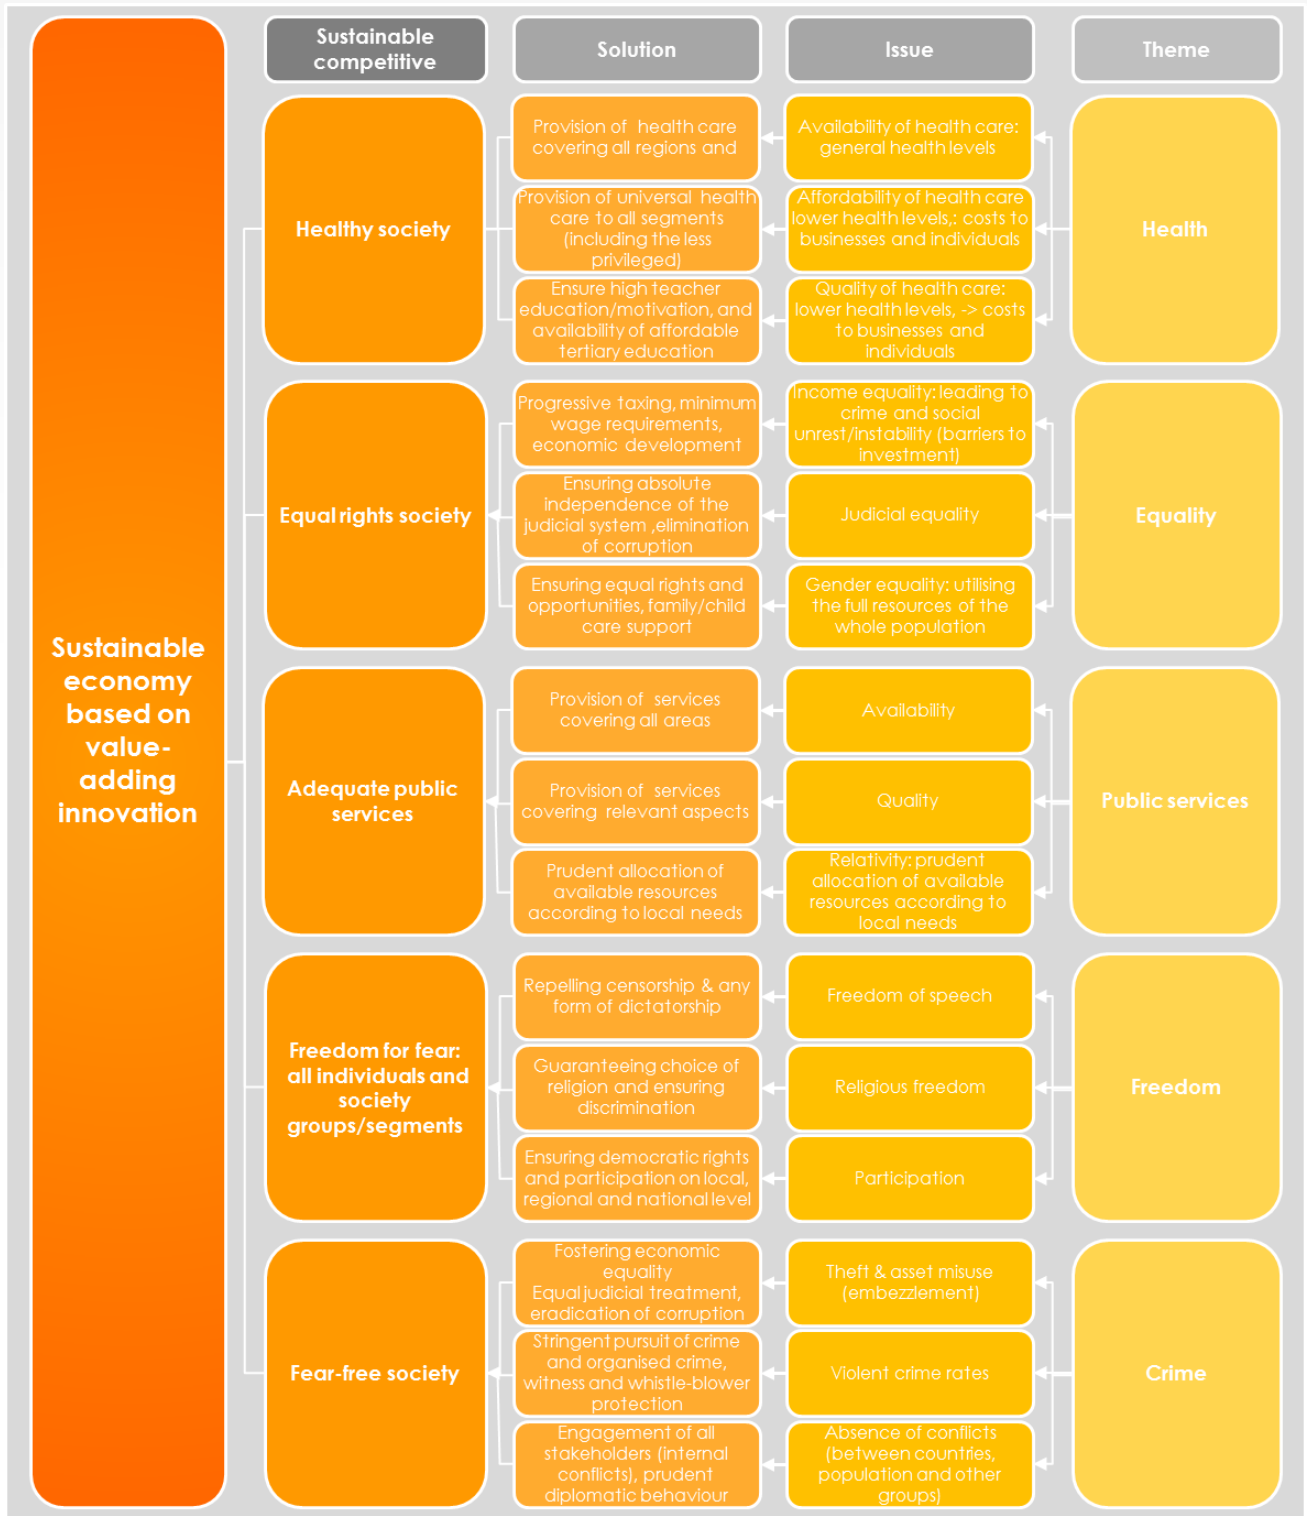 Sustainable
competitive
Solution
Issue
Theme
Sustainable
economy
based on
value-
adding
innovation
Healthy society
Provision of health care
covering all regions and
Availability of health care:
general health levels
Provision of universal health
care to all segments
(including the less
privileged)
Affordability of health care
lower health levels,: costs to
businesses and individuals
Ensure high teacher
education/motivation, and
availability of affordable
tertiary education
Quality of health care:
lower health levels, -> costs
to businesses and
individuals
Health
Equal rights society
Progressive taxing, minimum
wage requirements,
economic development
Income equality: leading to
crime and social
unrest/instability (barriers to
investment)
Ensuring absolute
independence of the
judicial system ,elimination
of corruption
Judicial equality
Ensuring equal rights and
opportunities, family/child
care support
Gender equality: utilising
the full resources of the
whole population
Equality
Adequate public
services
Provision of services
covering all areas
Availability
Provision of services
covering relevant aspects
Quality
Prudent allocation of
available resources
according to local needs
Relativity: prudent
allocation of available
resources according to
local needs
Public services
Freedom for fear:
all individuals and
society
groups/segments
Repelling censorship & any
form of dictatorship
Freedom of speech
Guaranteeing choice of
religion and ensuring
discrimination
Religious freedom
Ensuring democratic rights
and participation on local,
regional and national level
Participation
Freedom
Fear-free society
Fostering economic
equality
Equal judicial treatment,
eradication of corruption
Theft & asset misuse
(embezzlement)
Stringent pursuit of crime
and organised crime,
witness and whistle-blower
protection
Violent crime rates
Engagement of all
stakeholders (internal
conflicts), prudent
diplomatic behaviour
Absence of conflicts
(between countries,
population and other
groups)
Crime